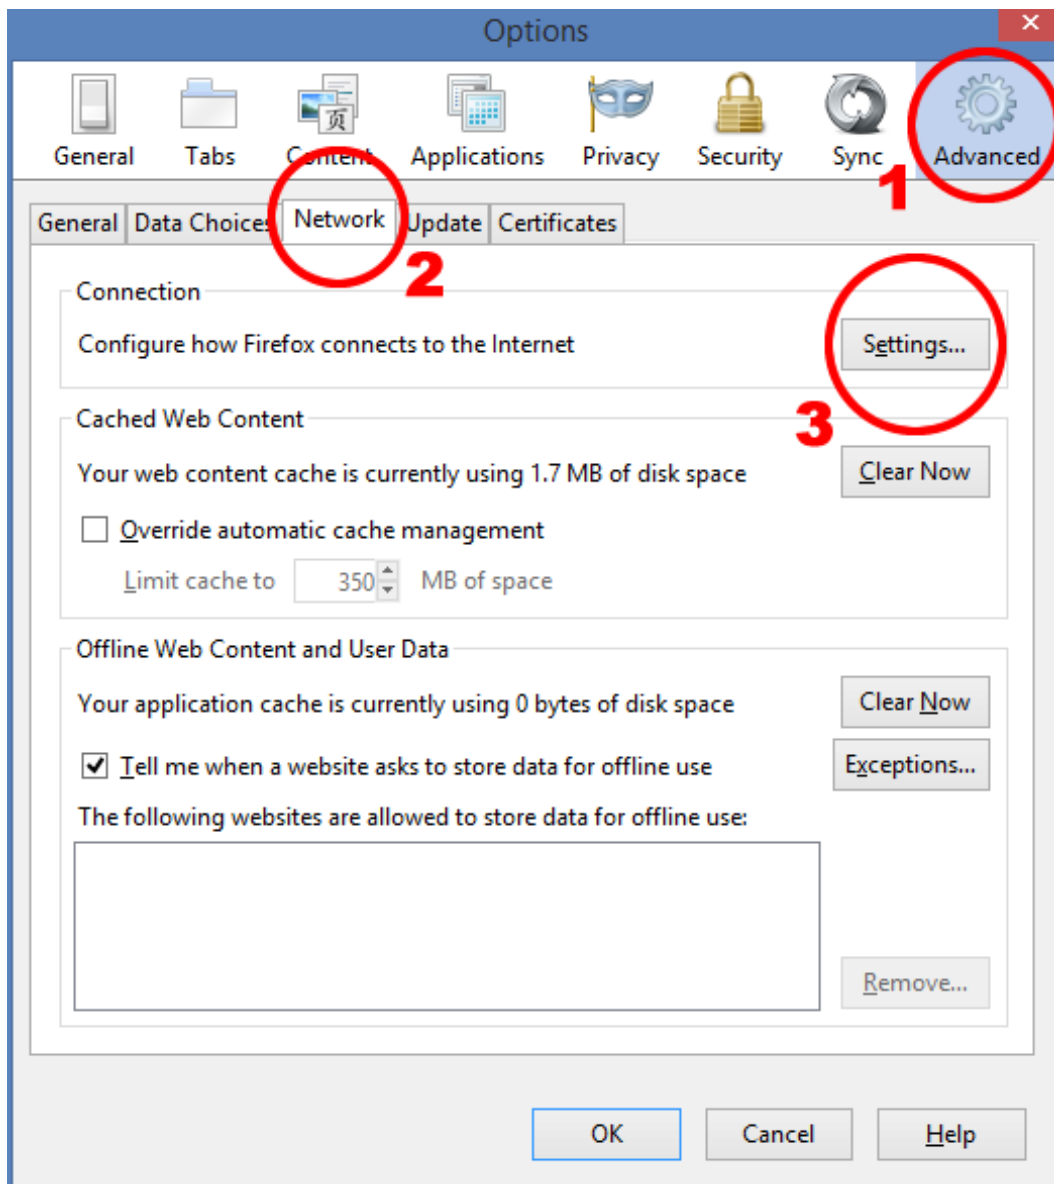 Options
×
页
General Tabs Content Applications Privacy Security Sync Advanced
1
General Data Choices Network Update Certificates
2
Connection
Configure how Firefox connects to the Internet Settings...
3
Cached Web Content
Your web content cache is currently using 1.7 MB of disk space Clear Now
Override automatic cache management
Limit cache to 350 MB of space
Offline Web Content and User Data
Your application cache is currently using 0 bytes of disk space Clear Now
Tell me when a website asks to store data for offline use Exceptions...
The following websites are allowed to store data for offline use:
Remove...
OK Cancel Help